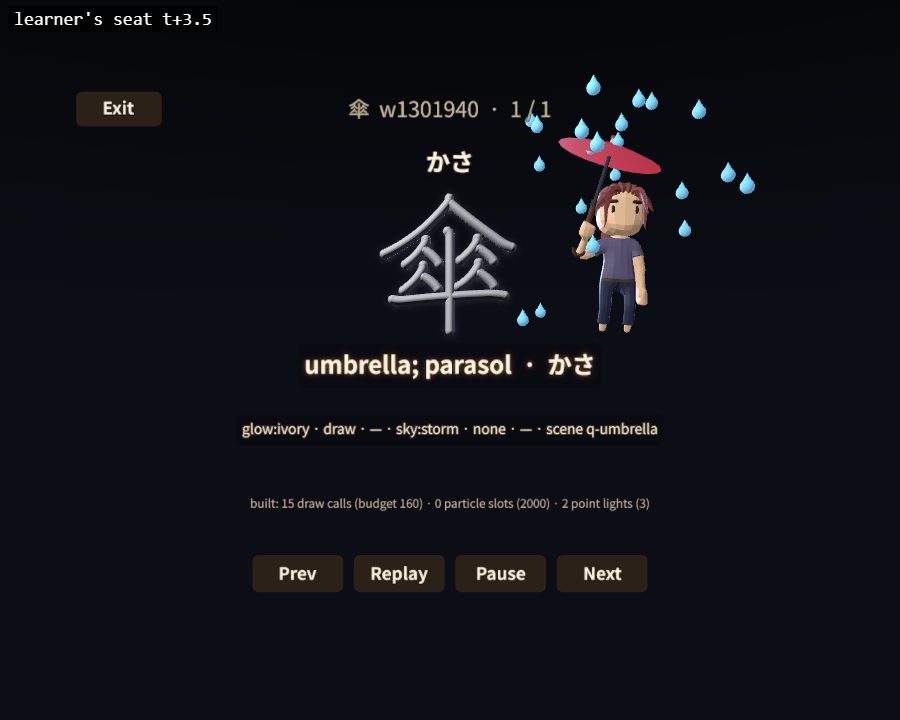 learner's seat t+3.5
Exit
傘 w1301940 · 1 / 1
かさ
傘
umbrella; parasol · かさ
glow:ivory · draw · — · sky:storm · none · — · scene q-umbrella
built: 15 draw calls (budget 160) · 0 particle slots (2000) · 2 point lights (3)
Prev Replay Pause Next